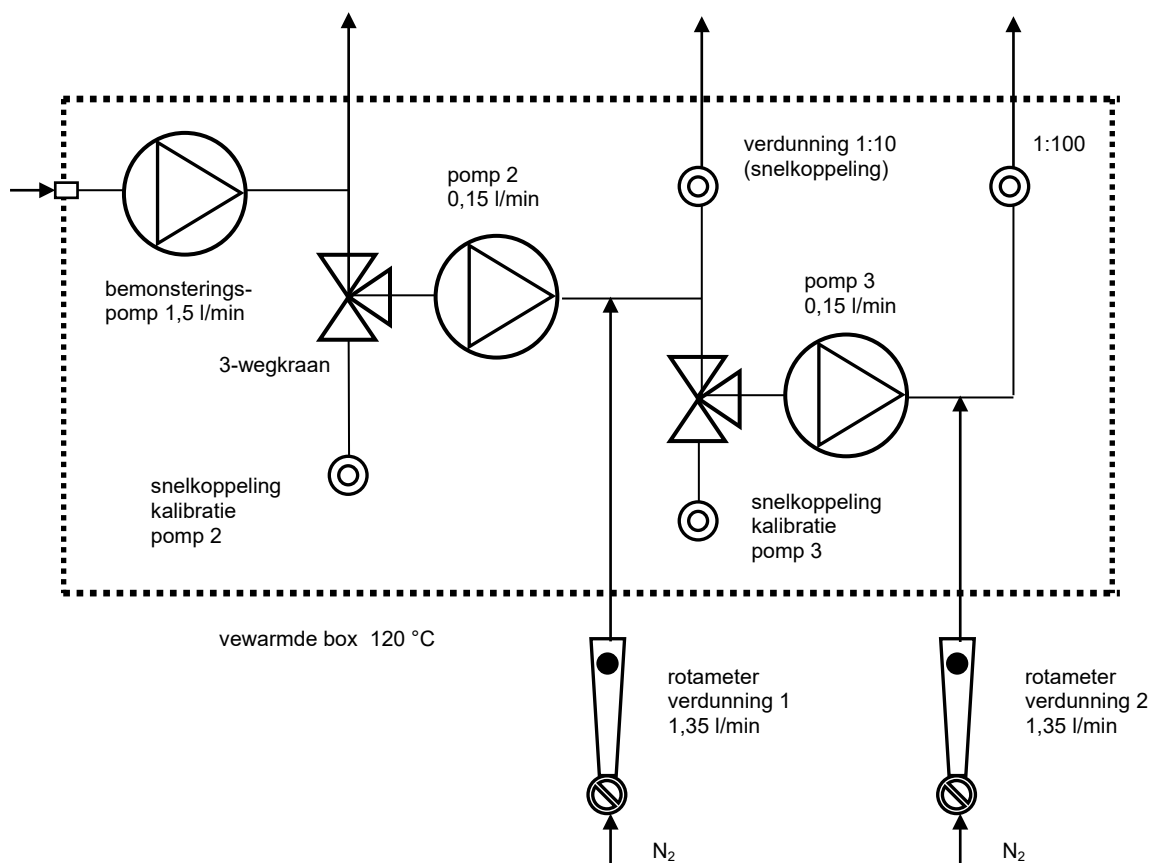 verdunning 1:10
(snelkoppeling)
1:100
pomp 2
0,15 l/min
bemonsterings-
pomp 1,5 l/min
pomp 3
0,15 l/min
3-wegkraan
snelkoppeling
kalibratie
pomp 2
snelkoppeling
kalibratie
pomp 3
vewarmde box 120 °C
rotameter
verdunning 1
1,35 l/min
rotameter
verdunning 2
1,35 l/min
N₂
N₂